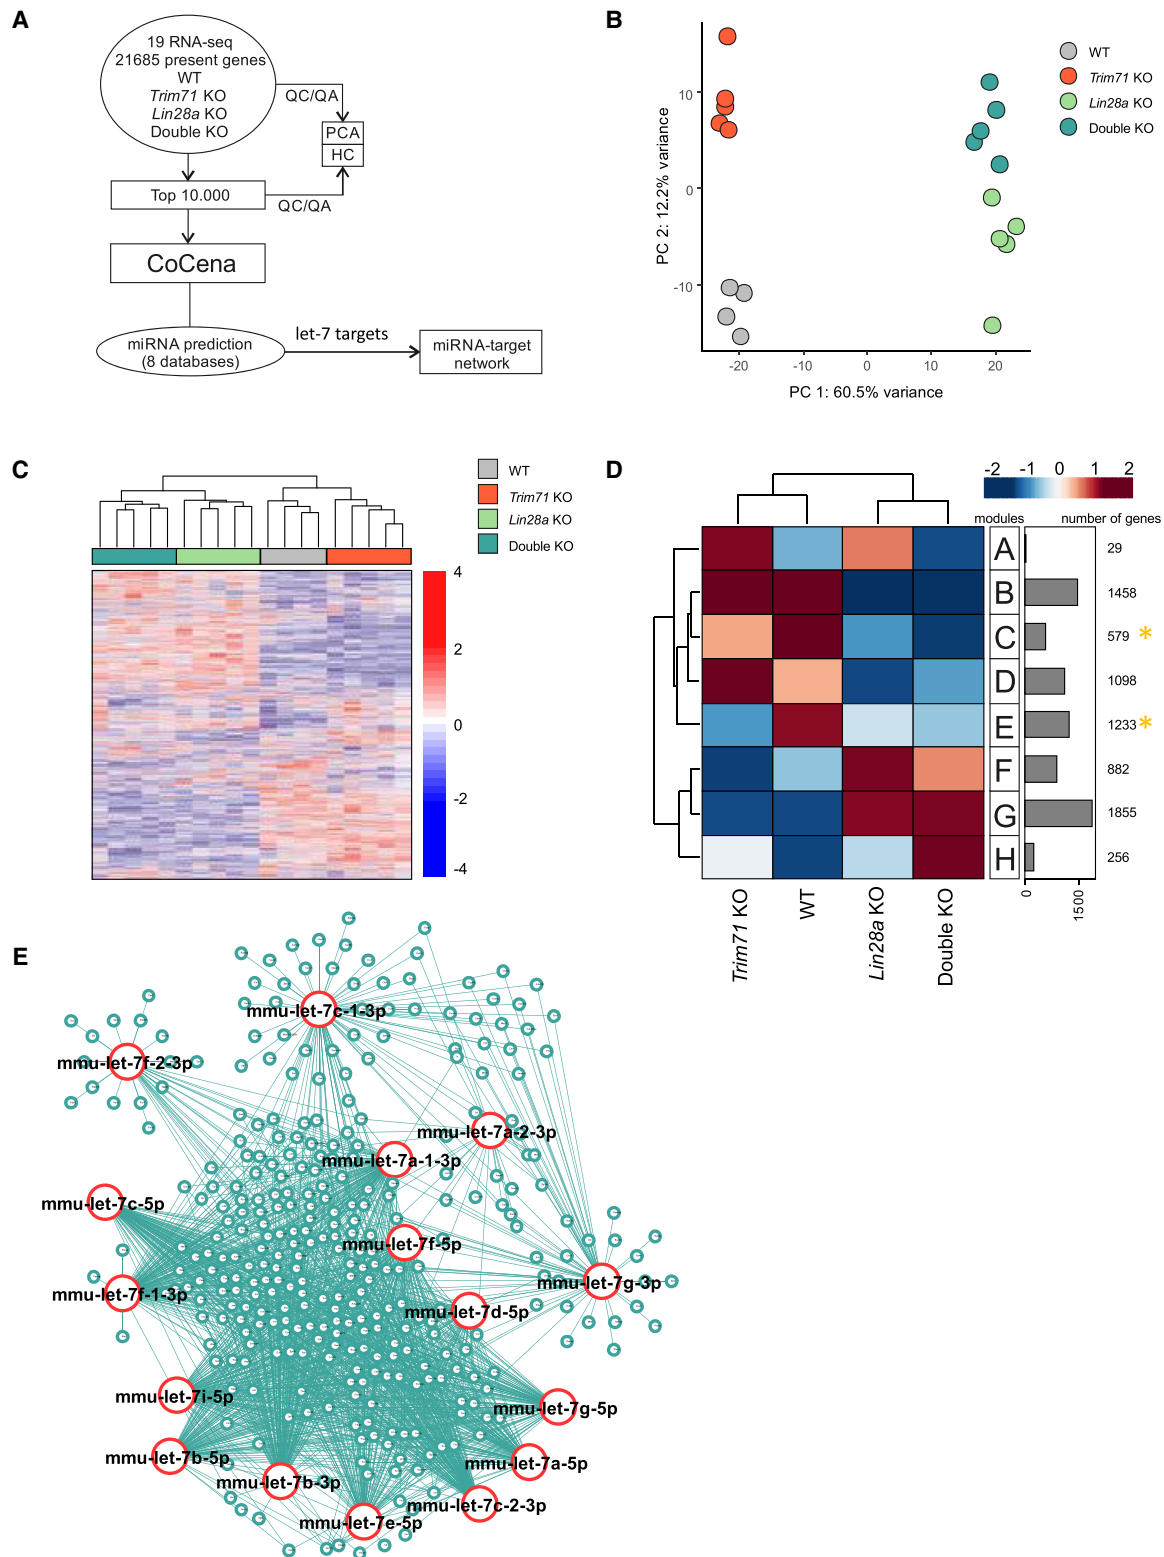 A
19 RNA-seq
21685 present genes
WT
Trim71 KO
Lin28a KO
Double KO
QC/QA
PCA
HC
Top 10.000
QC/QA
CoCena
miRNA prediction
(8 databases)
let-7 targets
miRNA-target
network
B
PC 2: 12.2% variance
10
0
-10
-20
-10
0
10
20
PC 1: 60.5% variance
WT
Trim71 KO
Lin28a KO
Double KO
C
WT
Trim71 KO
Lin28a KO
Double KO
4
2
0
-2
-4
D
-2 -1 0 1 2
modules
number of genes
A 29
B 1458
C 579 *
D 1098
E 1233 *
F 882
G 1855
H 256
0
1500
Trim71 KO
WT
Lin28a KO
Double KO
E
mmu-let-7c-1-3p
mmu-let-7f-2-3p
mmu-let-7a-2-3p
mmu-let-7a-1-3p
mmu-let-7c-5p
mmu-let-7f-5p
mmu-let-7g-3p
mmu-let-7f-1-3p
mmu-let-7d-5p
mmu-let-7i-5p
mmu-let-7g-5p
mmu-let-7b-5p
mmu-let-7a-5p
mmu-let-7b-3p
mmu-let-7c-2-3p
mmu-let-7e-5p